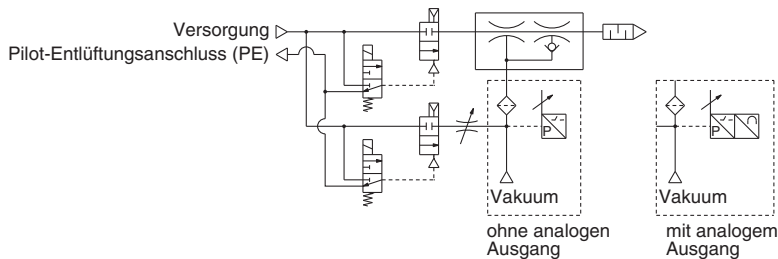 Versorgung
Pilot-Entlüftungsanschluss (PE)
P
P
Vakuum
Vakuum
ohne analogen
Ausgang
mit analogem
Ausgang